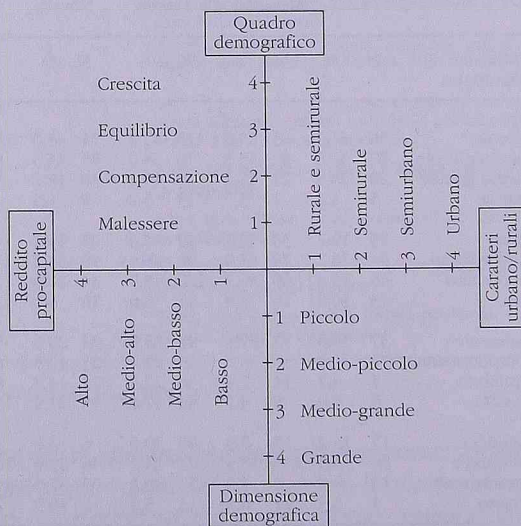 Quadro
demografico
Crescita 4
Equilibrio 3
Compensazione 2
Malessere 1
Rurale e semirurale
Semirurale
Semiurbano
Urbano
Reddito
pro-capitale
4 3 2 1
1 2 3 4
Caratteri
urbano/rurali
Alto
Medio-alto
Medio-basso
Basso
1 Piccolo
2 Medio-piccolo
3 Medio-grande
4 Grande
Dimensione
demografica